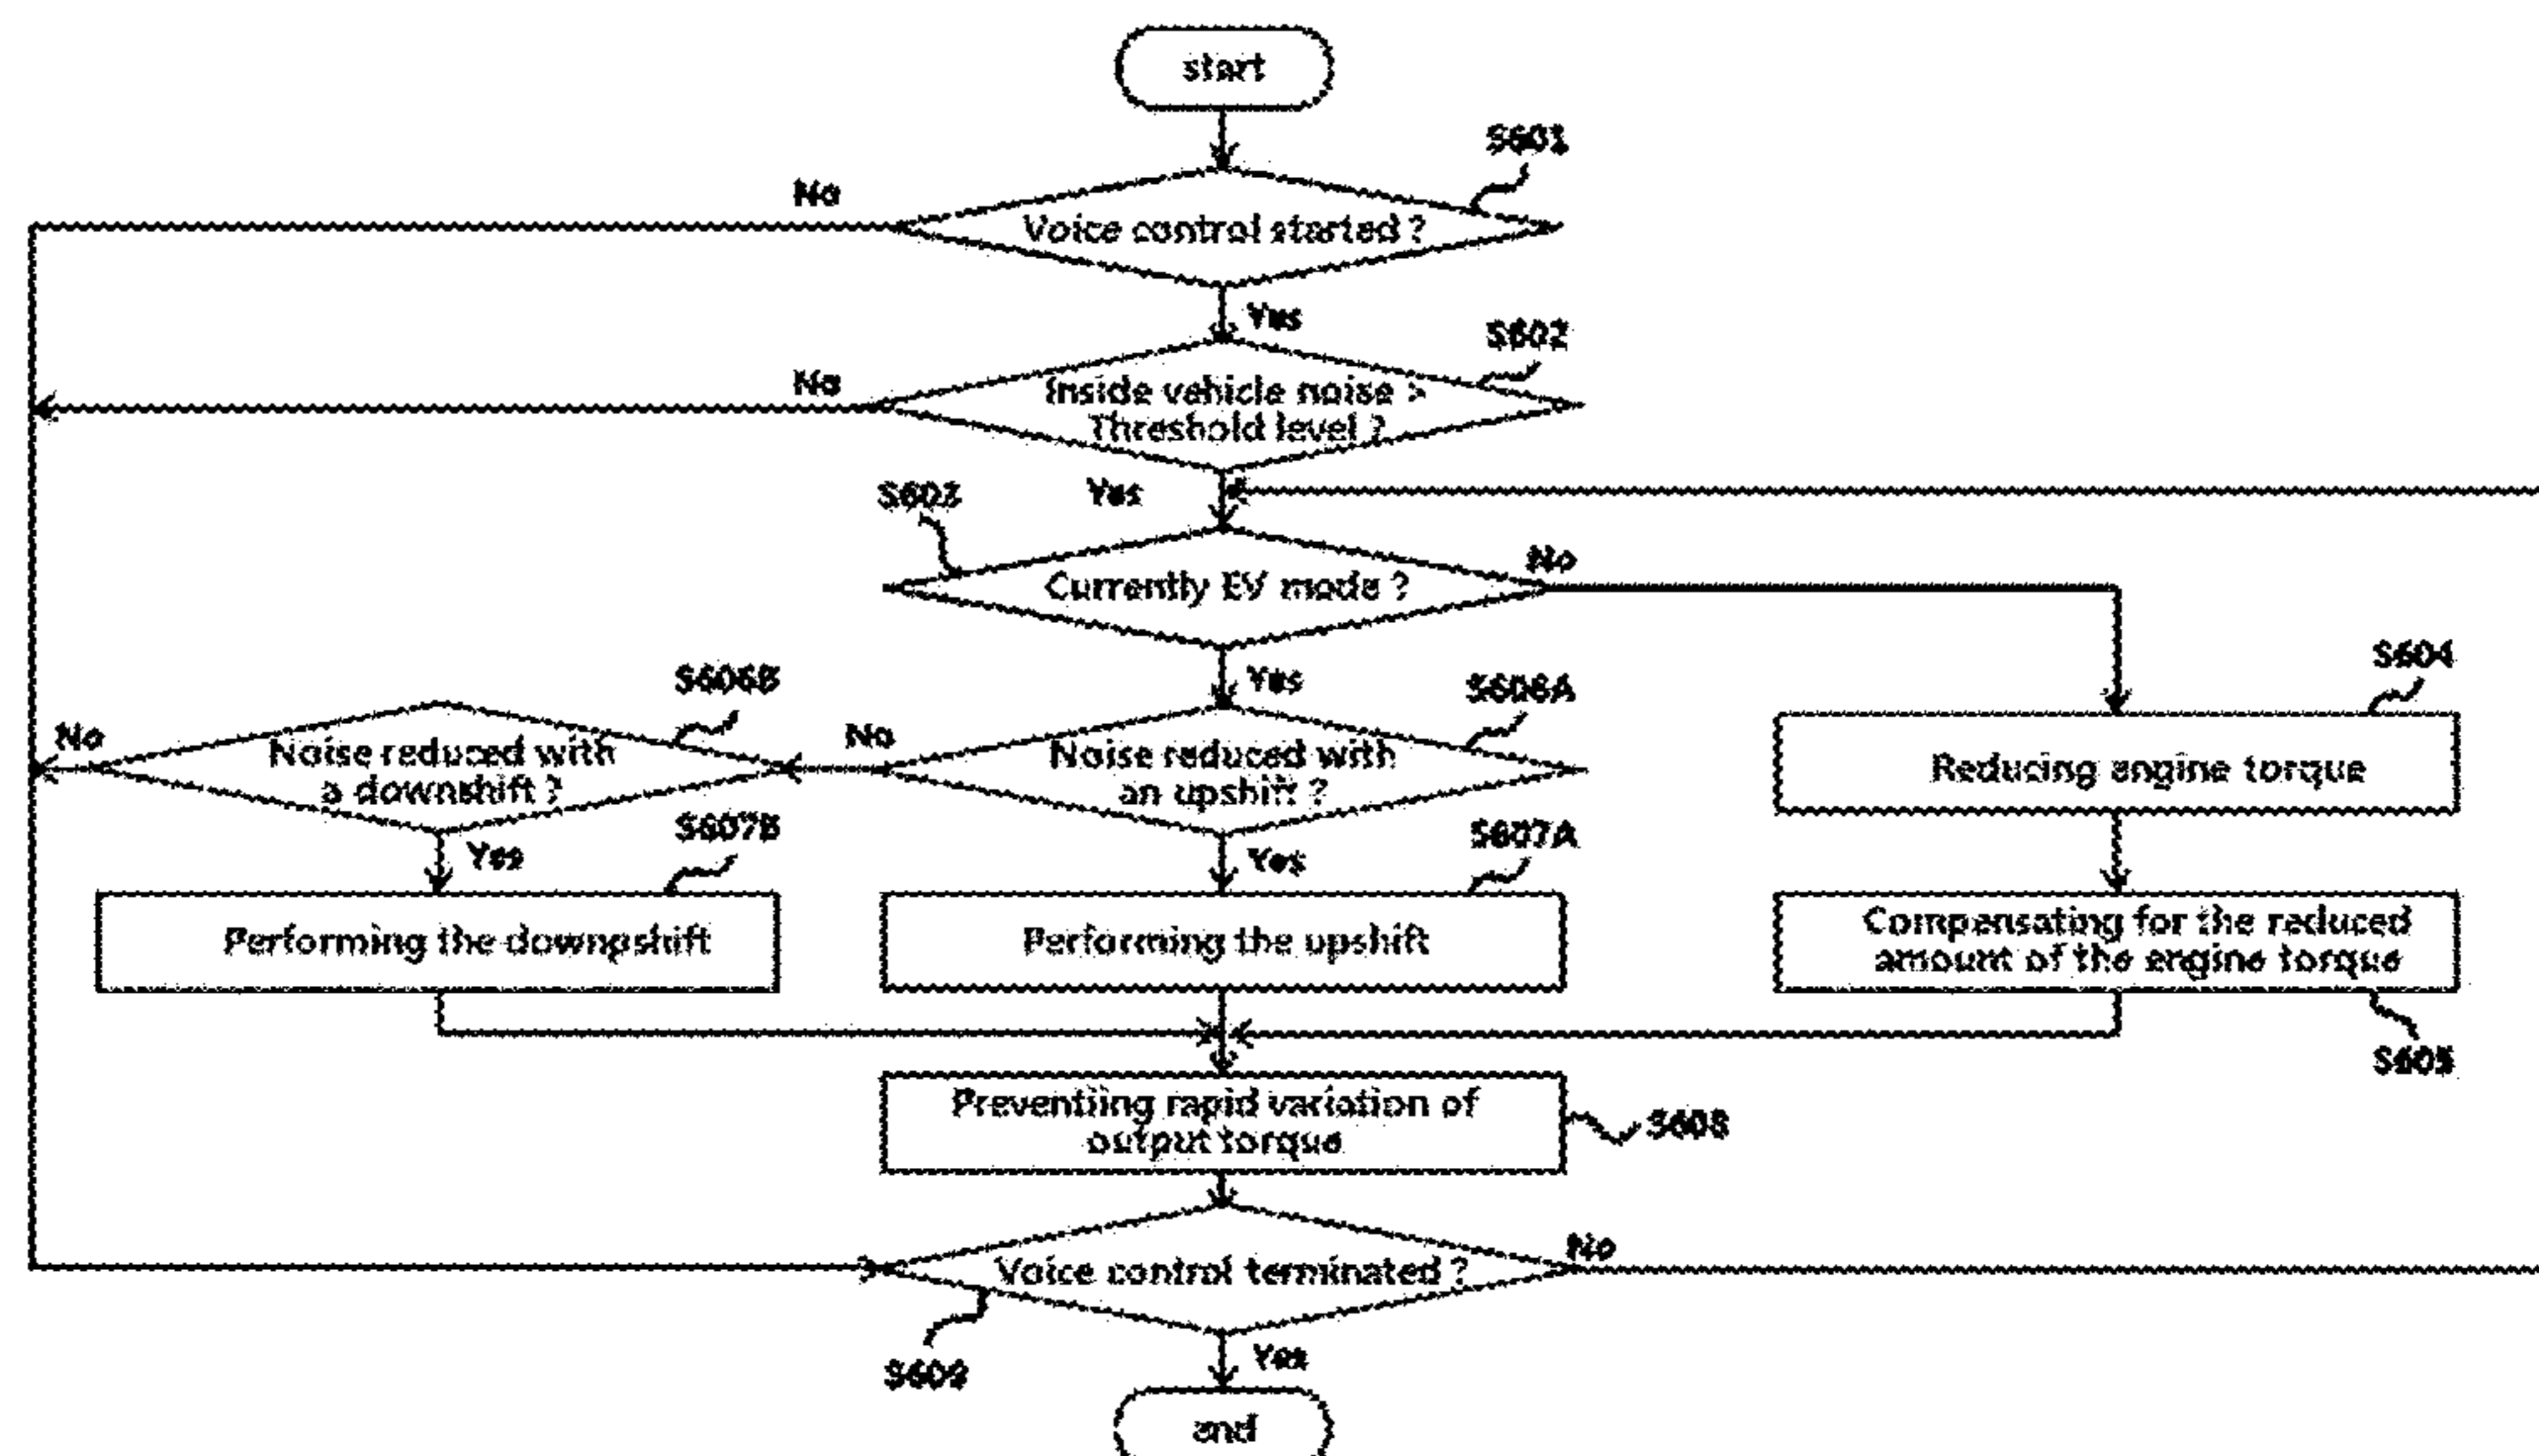 start
S601
No
Voice control started ?
Yes
S602
No
Inside vehicle noise >
Threshold level ?
Yes
S603
No
Currently EV mode ?
S604
Yes
S606B
S606A
No
No
Noise reduced with
a downshift ?
Noise reduced with
an upshift ?
Reducing engine torque
S607B
S607A
Yes
Yes
Performing the downpshift
Performing the upshift
Compensating for the reduced
amount of the engine torque
S605
Preventiing rapid variation of
output torque
S608
No
Voice control terminated ?
S609
Yes
end